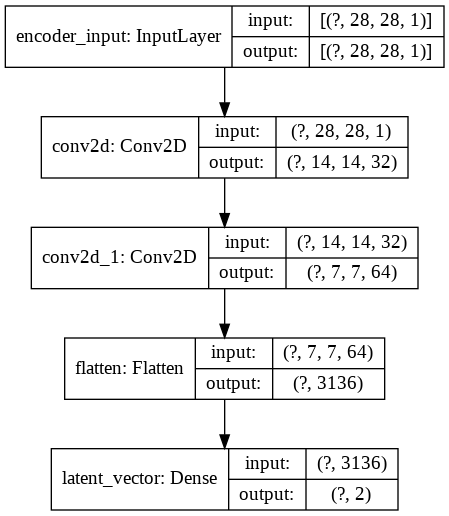 encoder_input: InputLayer
input: [(?, 28, 28, 1)]
output: [(?, 28, 28, 1)]
conv2d: Conv2D
input: (?, 28, 28, 1)
output: (?, 14, 14, 32)
conv2d_1: Conv2D
input: (?, 14, 14, 32)
output: (?, 7, 7, 64)
flatten: Flatten
input: (?, 7, 7, 64)
output: (?, 3136)
latent_vector: Dense
input: (?, 3136)
output: (?, 2)